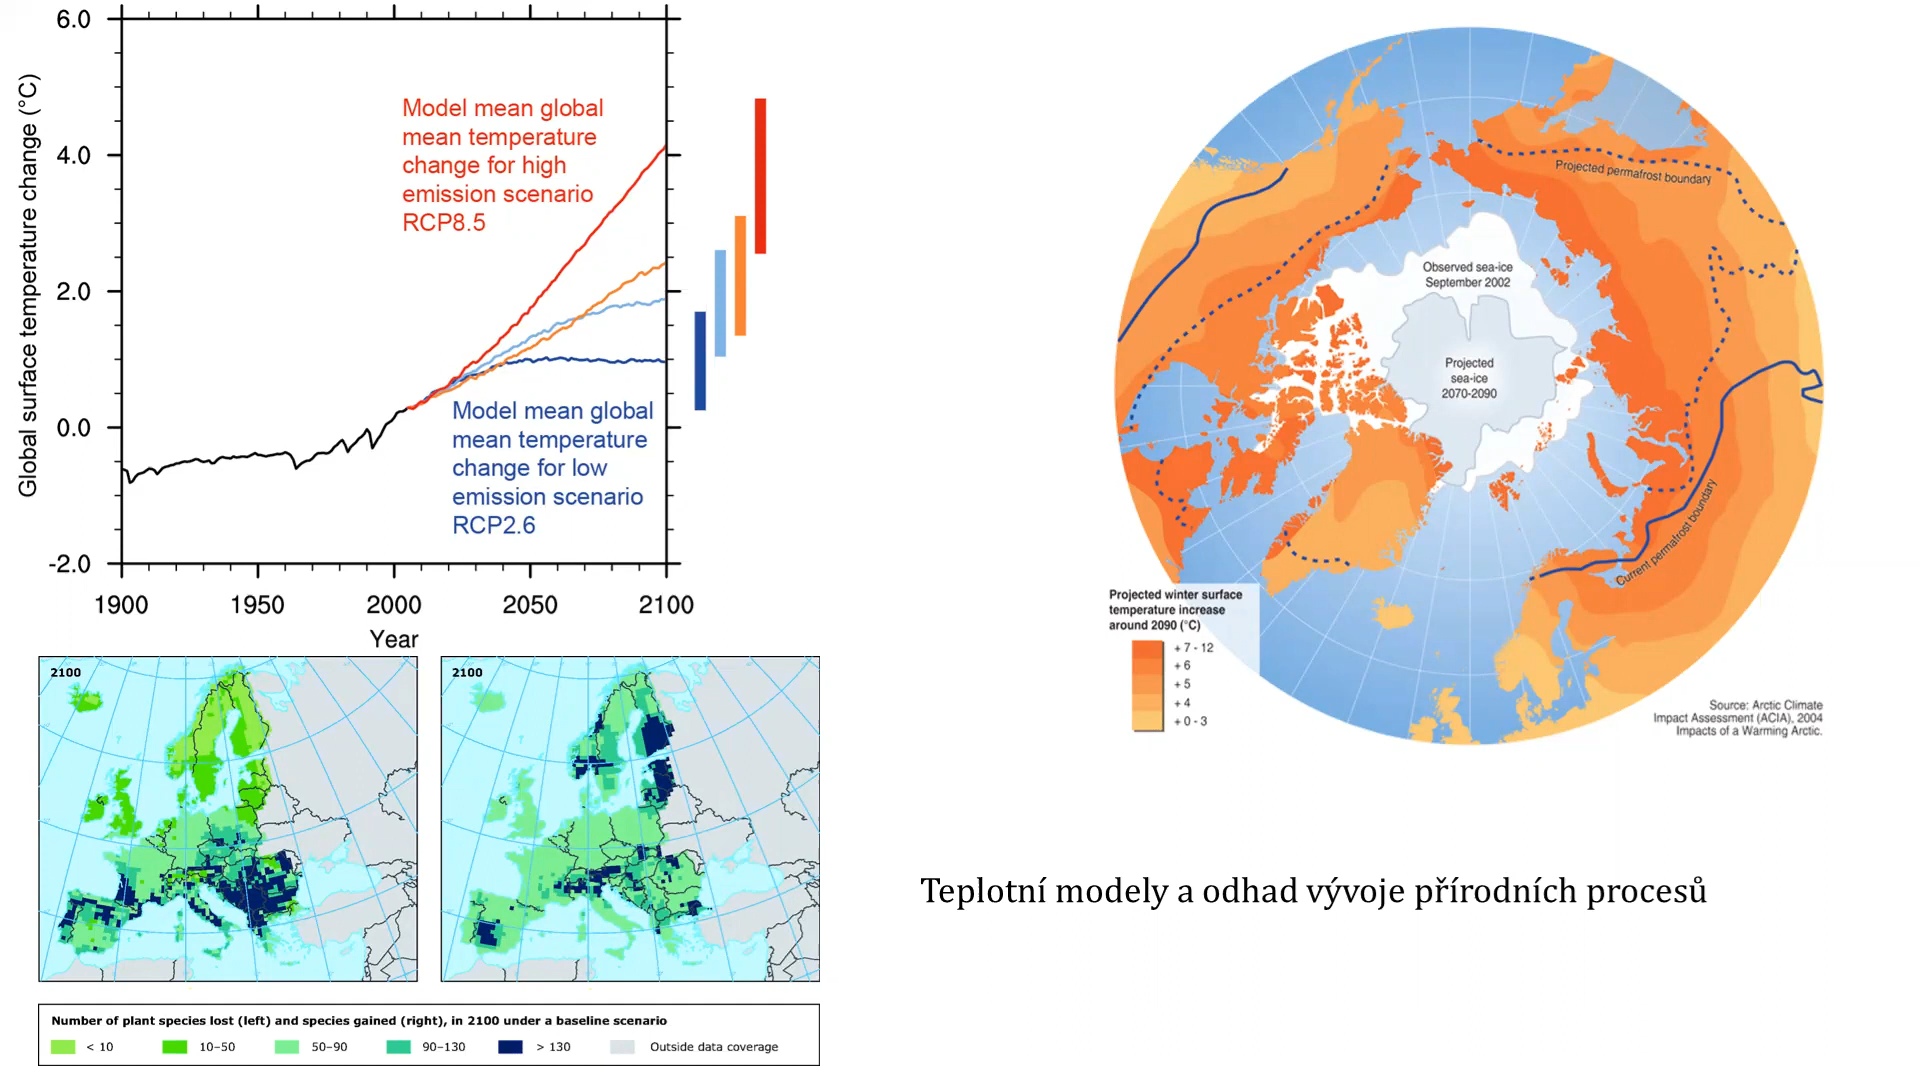 6.0
4.0
2.0
0.0
-2.0
Global surface temperature change (°C)
Model mean global
mean temperature
change for high
emission scenario
RCP8.5
Model mean global
mean temperature
change for low
emission scenario
RCP2.6
1900 1950 2000 2050 2100
Year
2100
2100
Number of plant species lost (left) and species gained (right), in 2100 under a baseline scenario
< 10 10–50 50–90 90–130 > 130 Outside data coverage
Projected permafrost boundary
Observed sea-ice
September 2002
Projected
sea-ice
2070-2090
Current permafrost boundary
Projected winter surface
temperature increase
around 2090 (°C)
+ 7 - 12
+ 6
+ 5
+ 4
+ 0 - 3
Source: Arctic Climate
Impact Assessment (ACIA), 2004
Impacts of a Warming Arctic.
Teplotní modely a odhad vývoje přírodních procesů